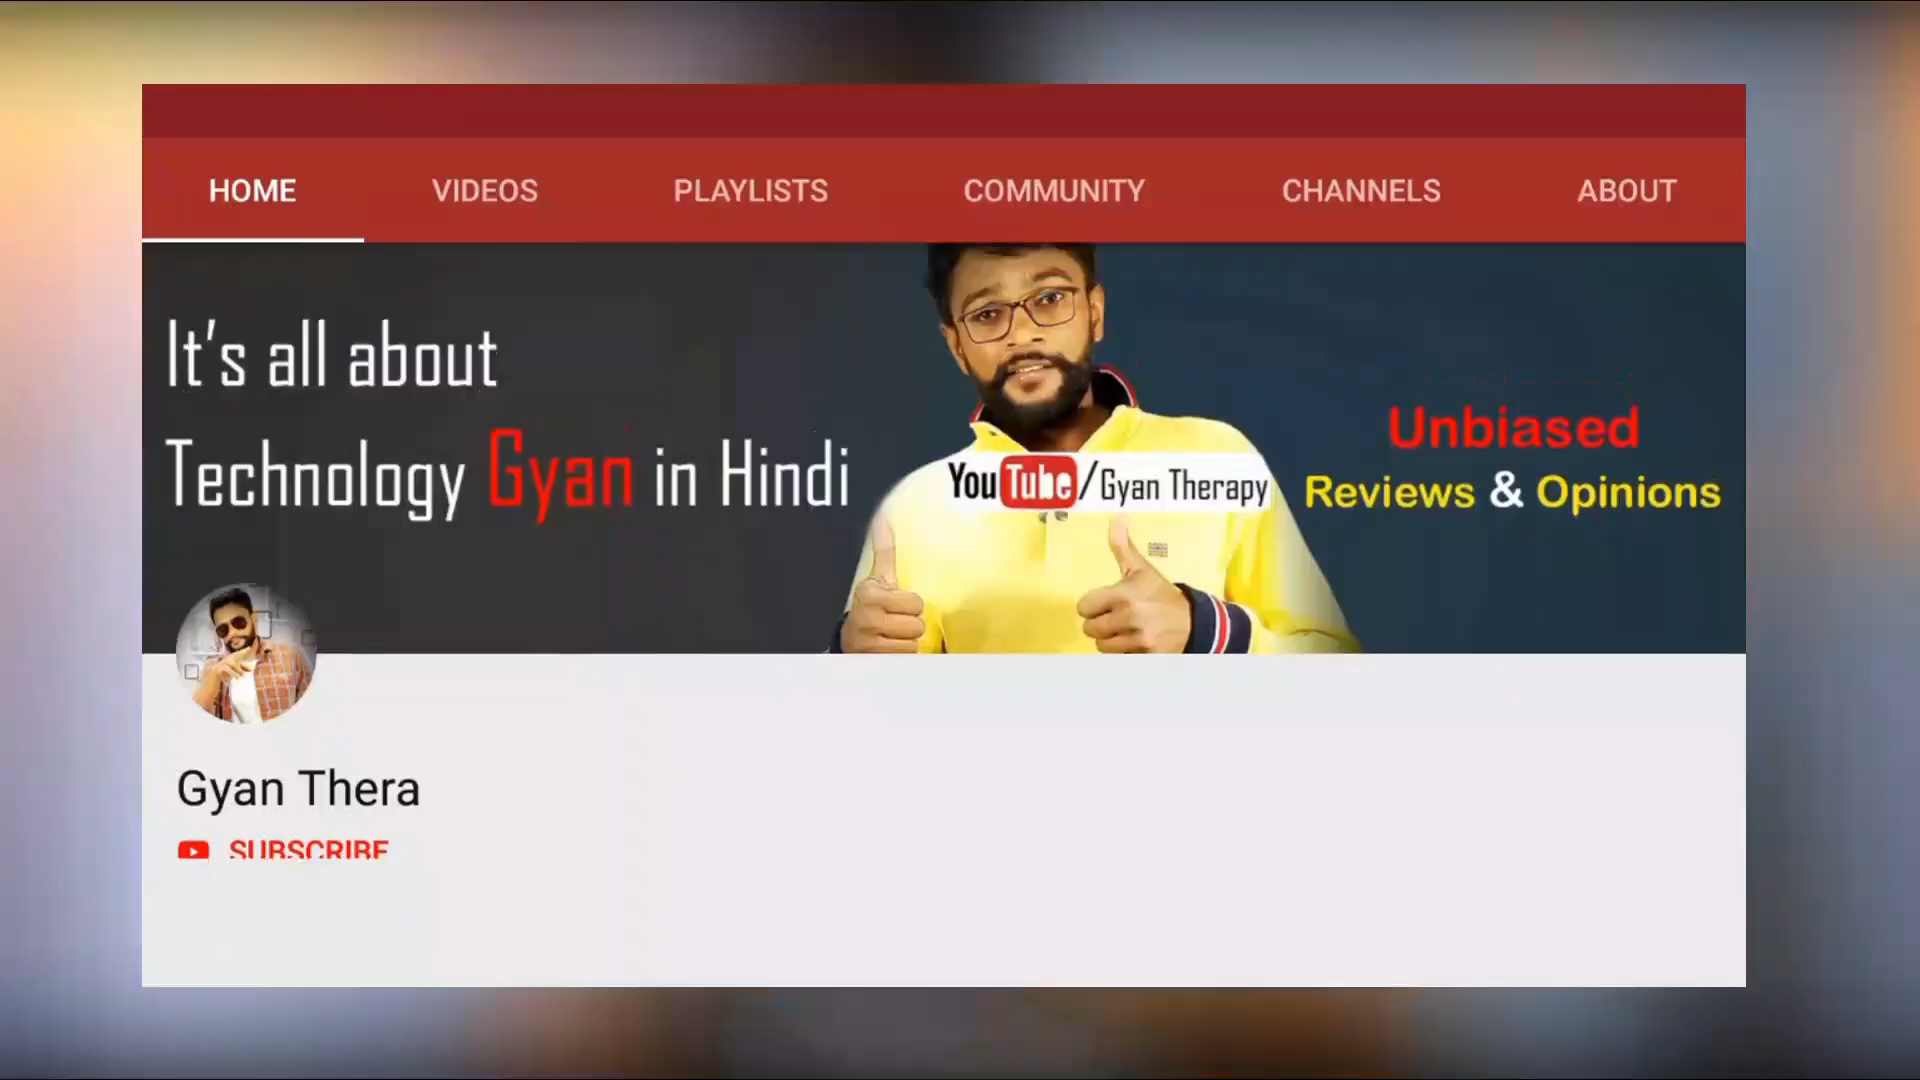 HOME VIDEOS PLAYLISTS COMMUNITY CHANNELS ABOUT
It's all about
Technology Gyan in Hindi
YouTube/Gyan Therapy
Unbiased
Reviews & Opinions
Gyan Thera
SUBSCRIBE